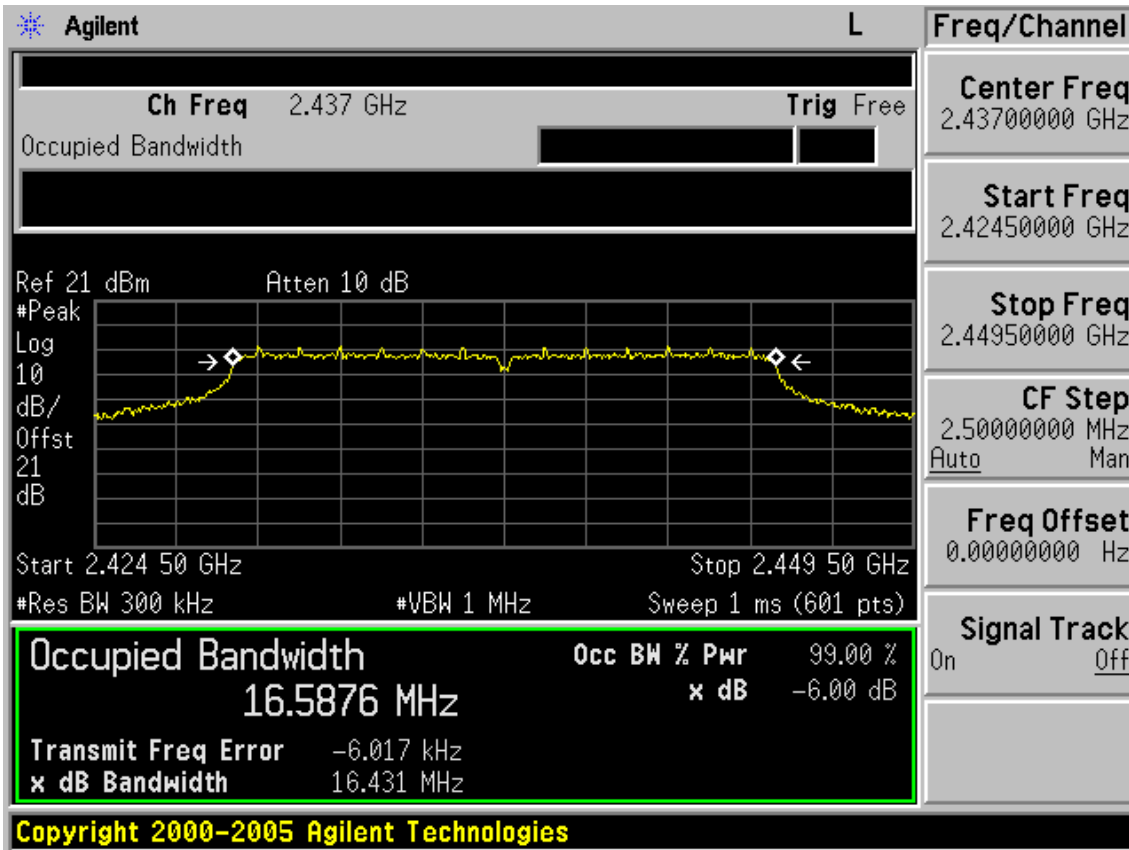 Agilent L
Ch Freq 2.437 GHz Trig Free
Occupied Bandwidth
Ref 21 dBm Atten 10 dB
#Peak
Log
10
dB/
Offst
21
dB
Start 2.424 50 GHz Stop 2.449 50 GHz
#Res BW 300 kHz #VBW 1 MHz Sweep 1 ms (601 pts)
Occupied Bandwidth
16.5876 MHz
Occ BW % Pwr 99.00 %
x dB -6.00 dB
Transmit Freq Error -6.017 kHz
x dB Bandwidth 16.431 MHz
Copyright 2000-2005 Agilent Technologies
Freq/Channel
Center Freq
2.43700000 GHz
Start Freq
2.42450000 GHz
Stop Freq
2.44950000 GHz
CF Step
2.50000000 MHz
Auto Man
Freq Offset
0.00000000 Hz
Signal Track
On Off